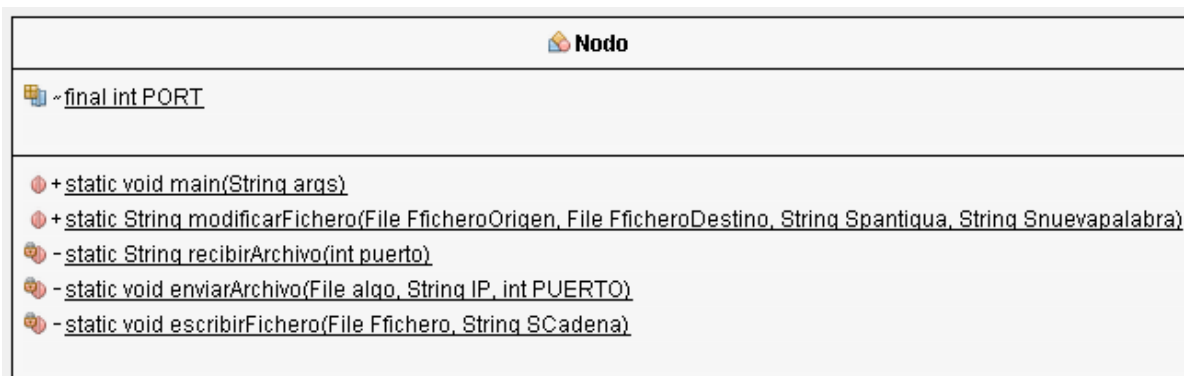 Nodo
~final int PORT
+static void main(String args)
+static String modificarFichero(File FficheroOrigen, File FficheroDestino, String Spantiqua, String Snuevapalabra)
-static String recibirArchivo(int puerto)
-static void enviarArchivo(File algo, String IP, int PUERTO)
-static void escribirFichero(File Ffichero, String SCadena)